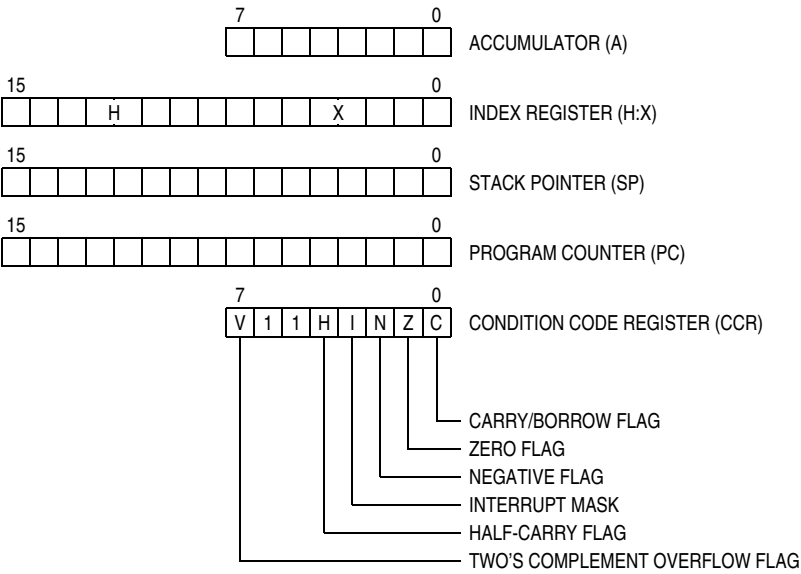 7 0
ACCUMULATOR (A)
15 0
H X INDEX REGISTER (H:X)
15 0
STACK POINTER (SP)
15 0
PROGRAM COUNTER (PC)
7 0
V 1 1 H I N Z C CONDITION CODE REGISTER (CCR)
CARRY/BORROW FLAG
ZERO FLAG
NEGATIVE FLAG
INTERRUPT MASK
HALF-CARRY FLAG
TWO'S COMPLEMENT OVERFLOW FLAG